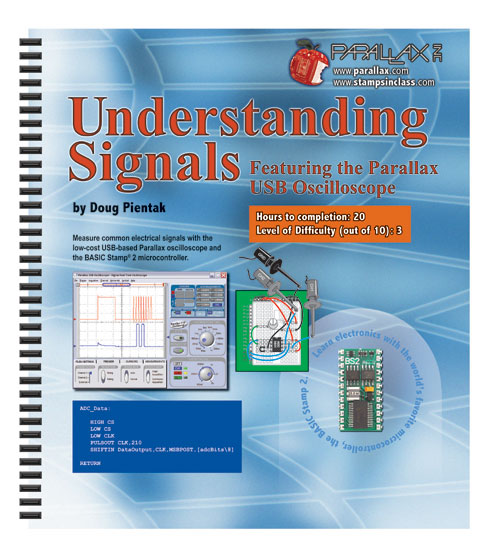 PARALLAX INC
www.parallax.com
www.stampsinclass.com
Understanding
Signals
Featuring the Parallax
USB Oscilloscope
by Doug Pientak
Hours to completion: 20
Level of Difficulty (out of 10): 3
Measure common electrical signals with the
low-cost USB-based Parallax oscilloscope and
the BASIC Stamp® 2 microcontroller.
Learn electronics with the world's favorite microcontroller, the BASIC Stamp 2.
BS2
ADC_Data:
HIGH CS
LOW CS
LOW CLK
PULSOUT CLK,210
SHIFTIN DataOutput,CLK,MSBPOST,[adcBits\8]
RETURN